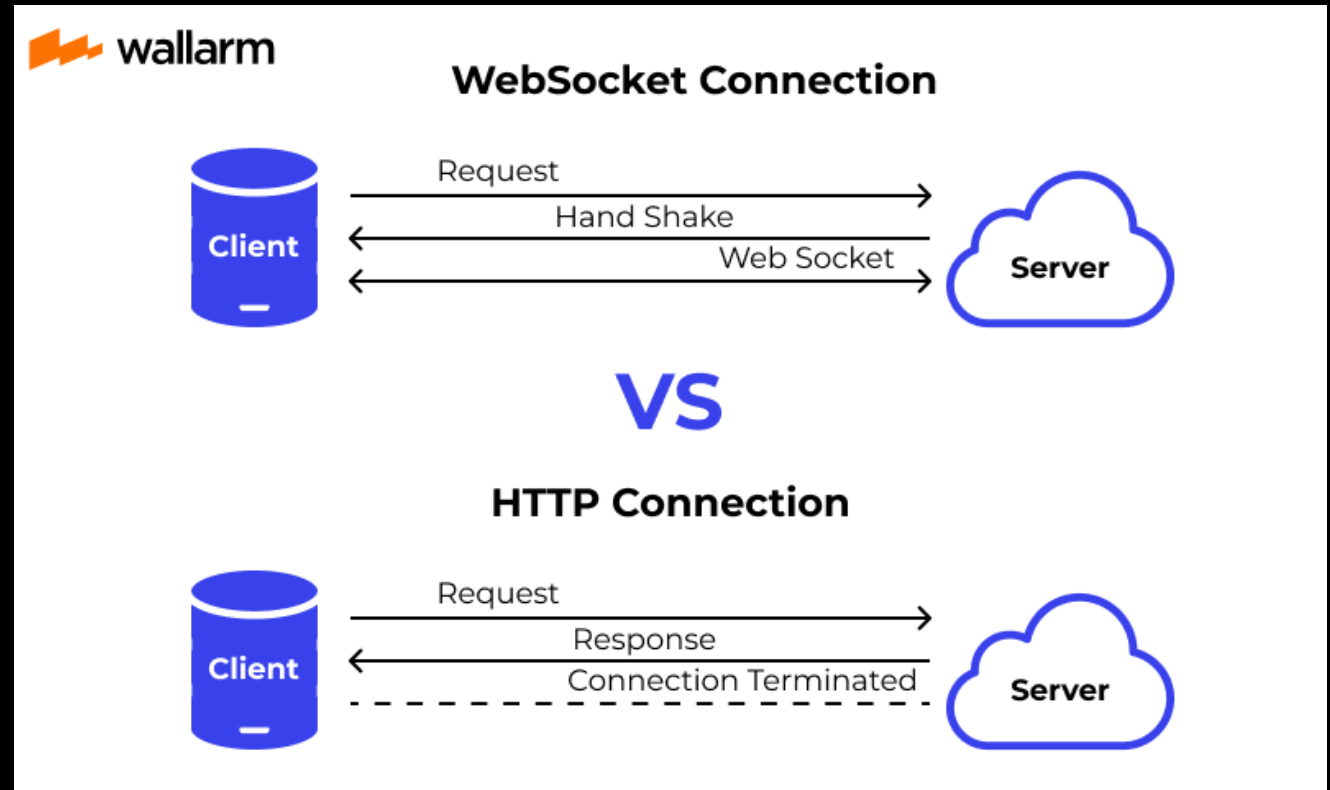 wallarm
WebSocket Connection
Request
Hand Shake
Web Socket
Client
Server
VS
HTTP Connection
Request
Response
Connection Terminated
Client
Server